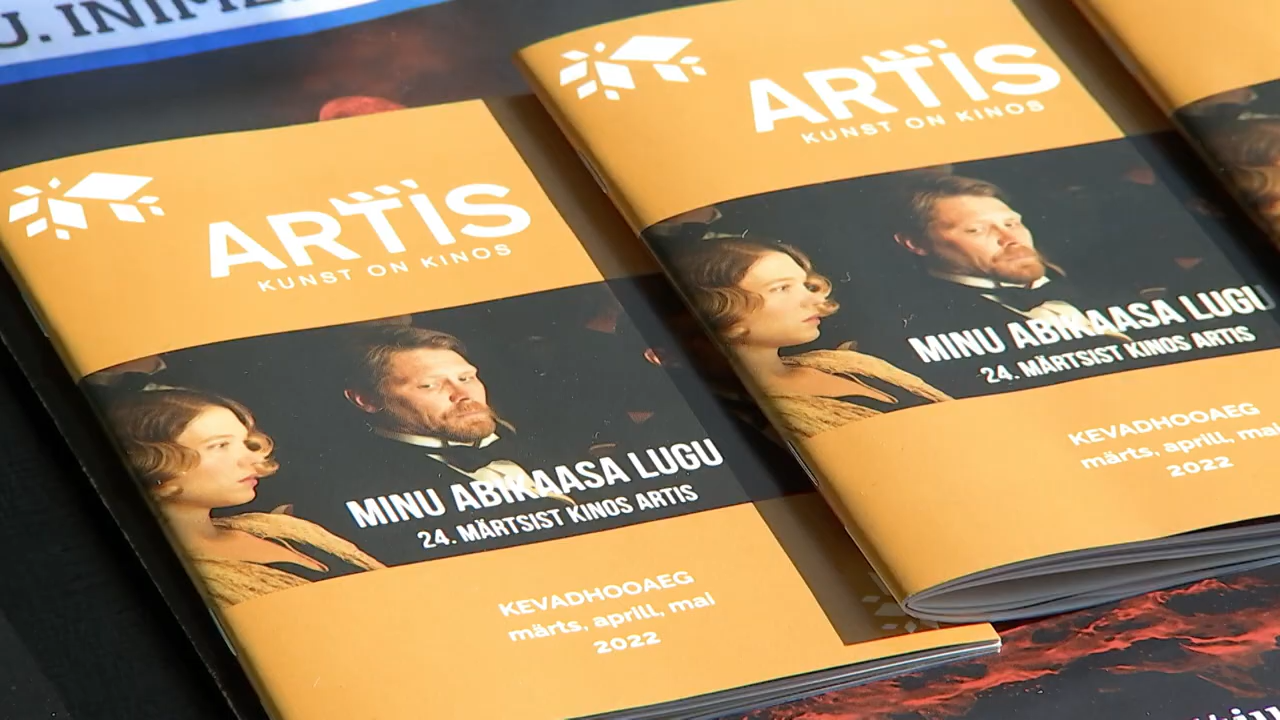 U. INIME
ARTIS
KUNST ON KINOS
MINU ABIKAASA LUGU
24. MÄRTSIST KINOS ARTIS
KEVADHOOAEG
märts, aprill, mai
2022
ARTIS
KUNST ON KINOS
MINU ABIKAASA LUGU
24. MÄRTSIST KINOS ARTIS
KEVADHOOAEG
märts, aprill, mai
2022